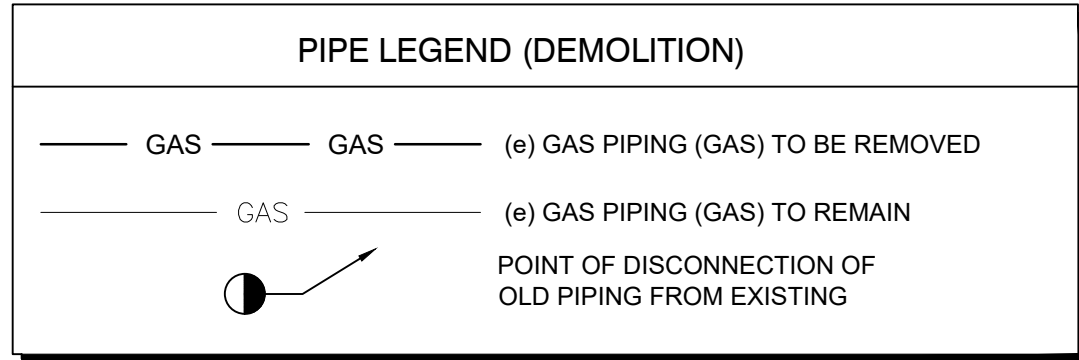 PIPE LEGEND (DEMOLITION)
GAS GAS (e) GAS PIPING (GAS) TO BE REMOVED
GAS (e) GAS PIPING (GAS) TO REMAIN
POINT OF DISCONNECTION OF
OLD PIPING FROM EXISTING